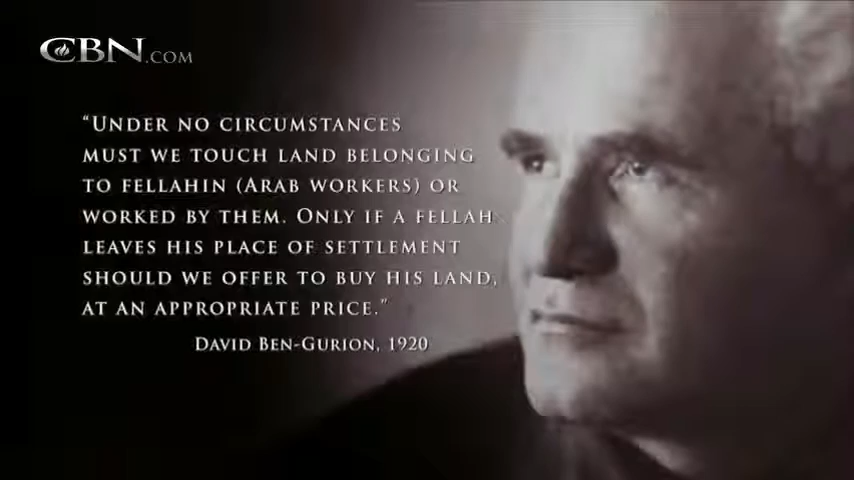 CBN.COM
“UNDER NO CIRCUMSTANCES
MUST WE TOUCH LAND BELONGING
TO FELLAHIN (ARAB WORKERS) OR
WORKED BY THEM. ONLY IF A FELLAH
LEAVES HIS PLACE OF SETTLEMENT
SHOULD WE OFFER TO BUY HIS LAND,
AT AN APPROPRIATE PRICE.”
DAVID BEN-GURION, 1920